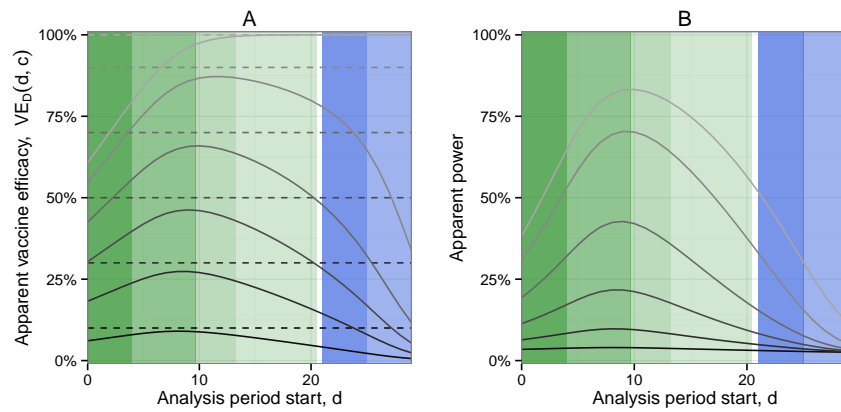 A
100%
75%
50%
25%
0%
0
10
20
Analysis period start, d
Apparent vaccine efficacy, VE_D(d, c)
B
100%
75%
50%
25%
0%
0
10
20
Analysis period start, d
Apparent power